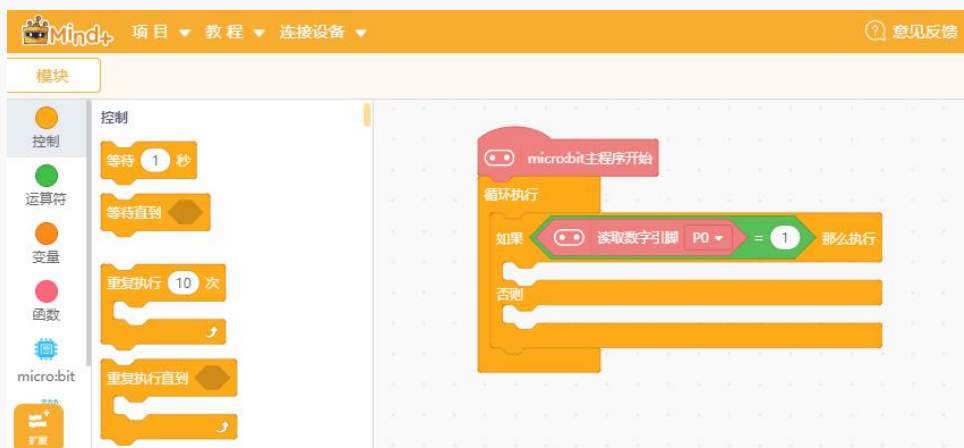 Mind+ 项目 教程 连接设备 意见反馈
模块
控制
运算符
变量
函数
micro:bit
扩展
控制
等待 1 秒
等待直到
重复执行 10 次
重复执行直到
micro:bit主程序开始
循环执行
如果 读取数字引脚 P0 = 1 那么执行
否则